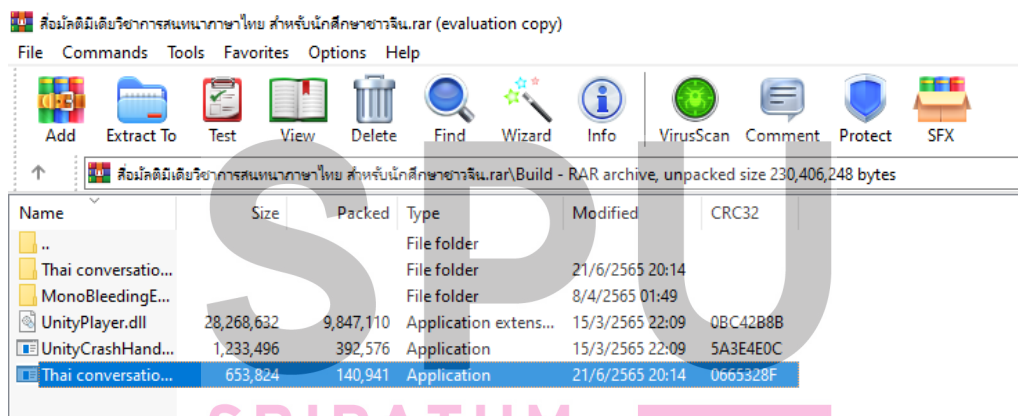 สื่อมัลติมีเดียวิชาการสนทนาภาษาไทย สำหรับนักศึกษาชาวจีน.rar (evaluation copy)
File Commands Tools Favorites Options Help
Add Extract To Test View Delete Find Wizard Info VirusScan Comment Protect SFX
สื่อมัลติมีเดียวิชาการสนทนาภาษาไทย สำหรับนักศึกษาชาวจีน.rar\Build - RAR archive, unpacked size 230,406,248 bytes
Name Size Packed Type Modified CRC32
.. File folder
Thai conversatio... File folder 21/6/2565 20:14
MonoBleedingE... File folder 8/4/2565 01:49
UnityPlayer.dll 28,268,632 9,847,110 Application extens... 15/3/2565 22:09 0BC42B8B
UnityCrashHand... 1,233,496 392,576 Application 15/3/2565 22:09 5A3E4E0C
Thai conversatio... 653,824 140,941 Application 21/6/2565 20:14 0665328F
SPU
SRIPATUM